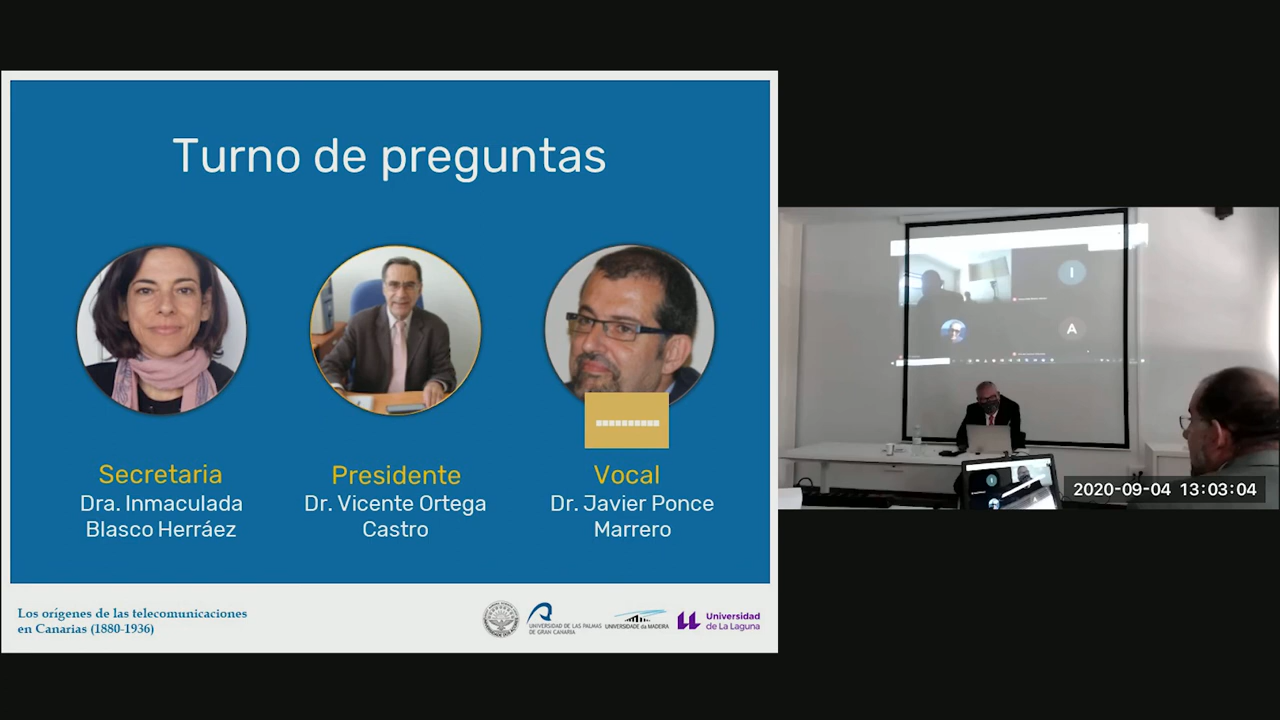 Turno de preguntas
Secretaria
Dra. Inmaculada
Blasco Herráez
Presidente
Dr. Vicente Ortega
Castro
Vocal
Dr. Javier Ponce
Marrero
Los orígenes de las telecomunicaciones
en Canarias (1880-1936)
UNIVERSIDAD DE LAS PALMAS
DE GRAN CANARIA
UNIVERSIDADE da MADEIRA
Universidad
de La Laguna
I
A
2020-09-04 13:03:04